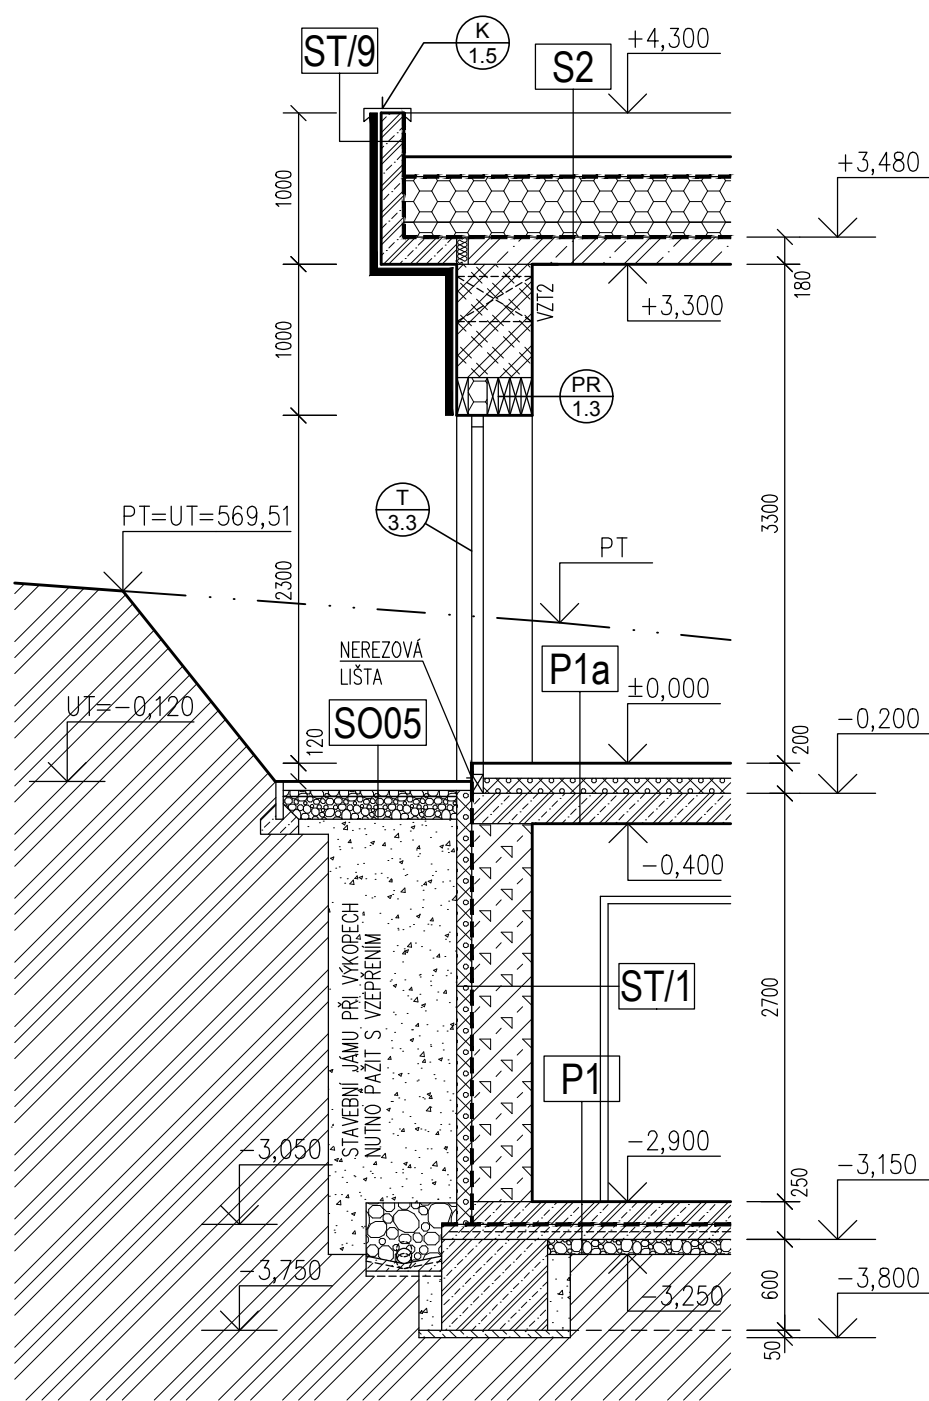 K
1.5
ST/9
S2
+4,300
+3,480
1000
180
+3,300
VZT2
1000
PR
1.3
T
3.3
PT=UT=569,51
3300
PT
2300
NEREZOVÁ
LIŠTA
P1a
±0,000
UT=-0,120
SO05
120
-0,200
200
-0,400
STAVEBNÍ JÁMU PŘI VÝKOPECH
NUTNO PAŽIT S VZEPŘENÍM
ST/1
2700
P1
-3,050
-2,900
-3,150
250
-3,750
-3,250
600
-3,800
50